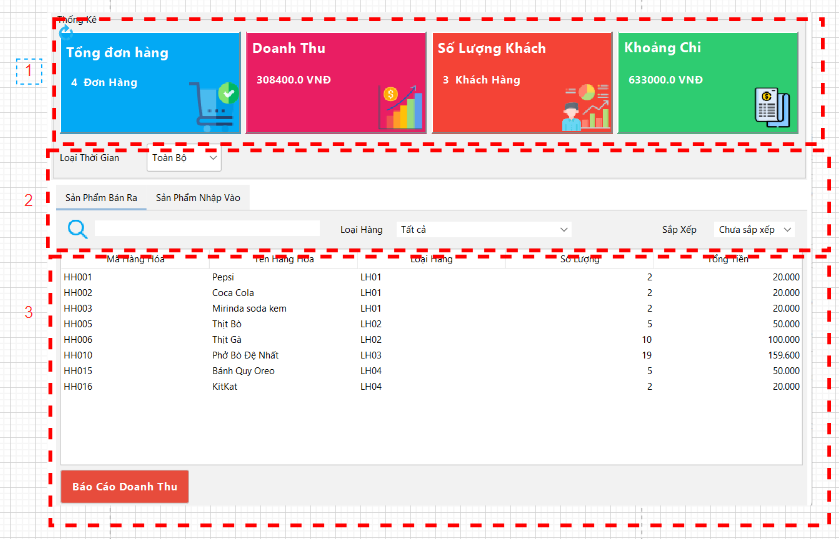 Thống Kê
Tổng đơn hàng
4 Đơn Hàng
Doanh Thu
308400.0 VNĐ
Số Lượng Khách
3 Khách Hàng
Khoảng Chi
633000.0 VNĐ
1
Loại Thời Gian Toàn Bộ
2
Sản Phẩm Bán Ra Sản Phẩm Nhập Vào
Loại Hàng Tất cả Sắp Xếp Chưa sắp xếp
Mã Hàng Hóa Tên Hàng Hóa Loại Hàng Số Lượng Tổng Tiền
HH001 Pepsi LH01 2 20.000
HH002 Coca Cola LH01 2 20.000
HH003 Mirinda soda kem LH01 2 20.000
3
HH005 Thịt Bò LH02 5 50.000
HH006 Thịt Gà LH02 10 100.000
HH010 Phở Bò Đệ Nhất LH03 19 159.600
HH015 Bánh Quy Oreo LH04 5 50.000
HH016 KitKat LH04 2 20.000
Báo Cáo Doanh Thu